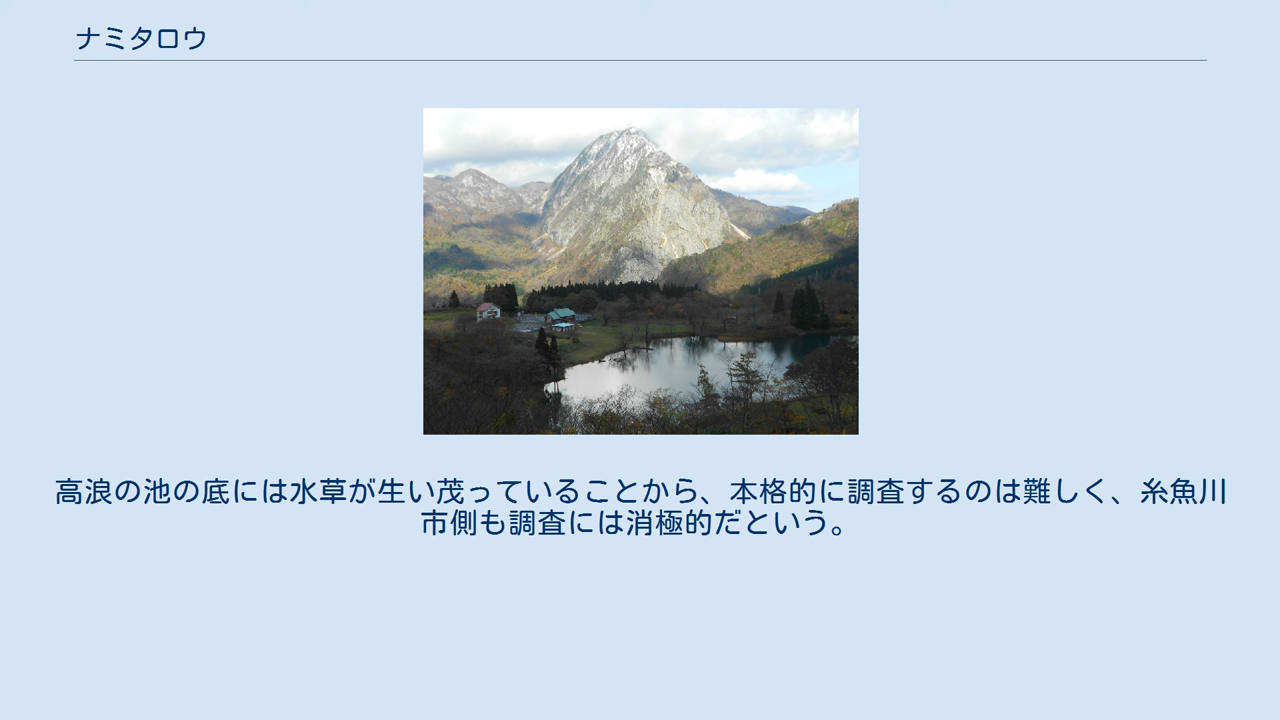 ナミタロウ
高浪の池の底には水草が生い茂っていることから、本格的に調査するのは難しく、糸魚川
市側も調査には消極的だという。